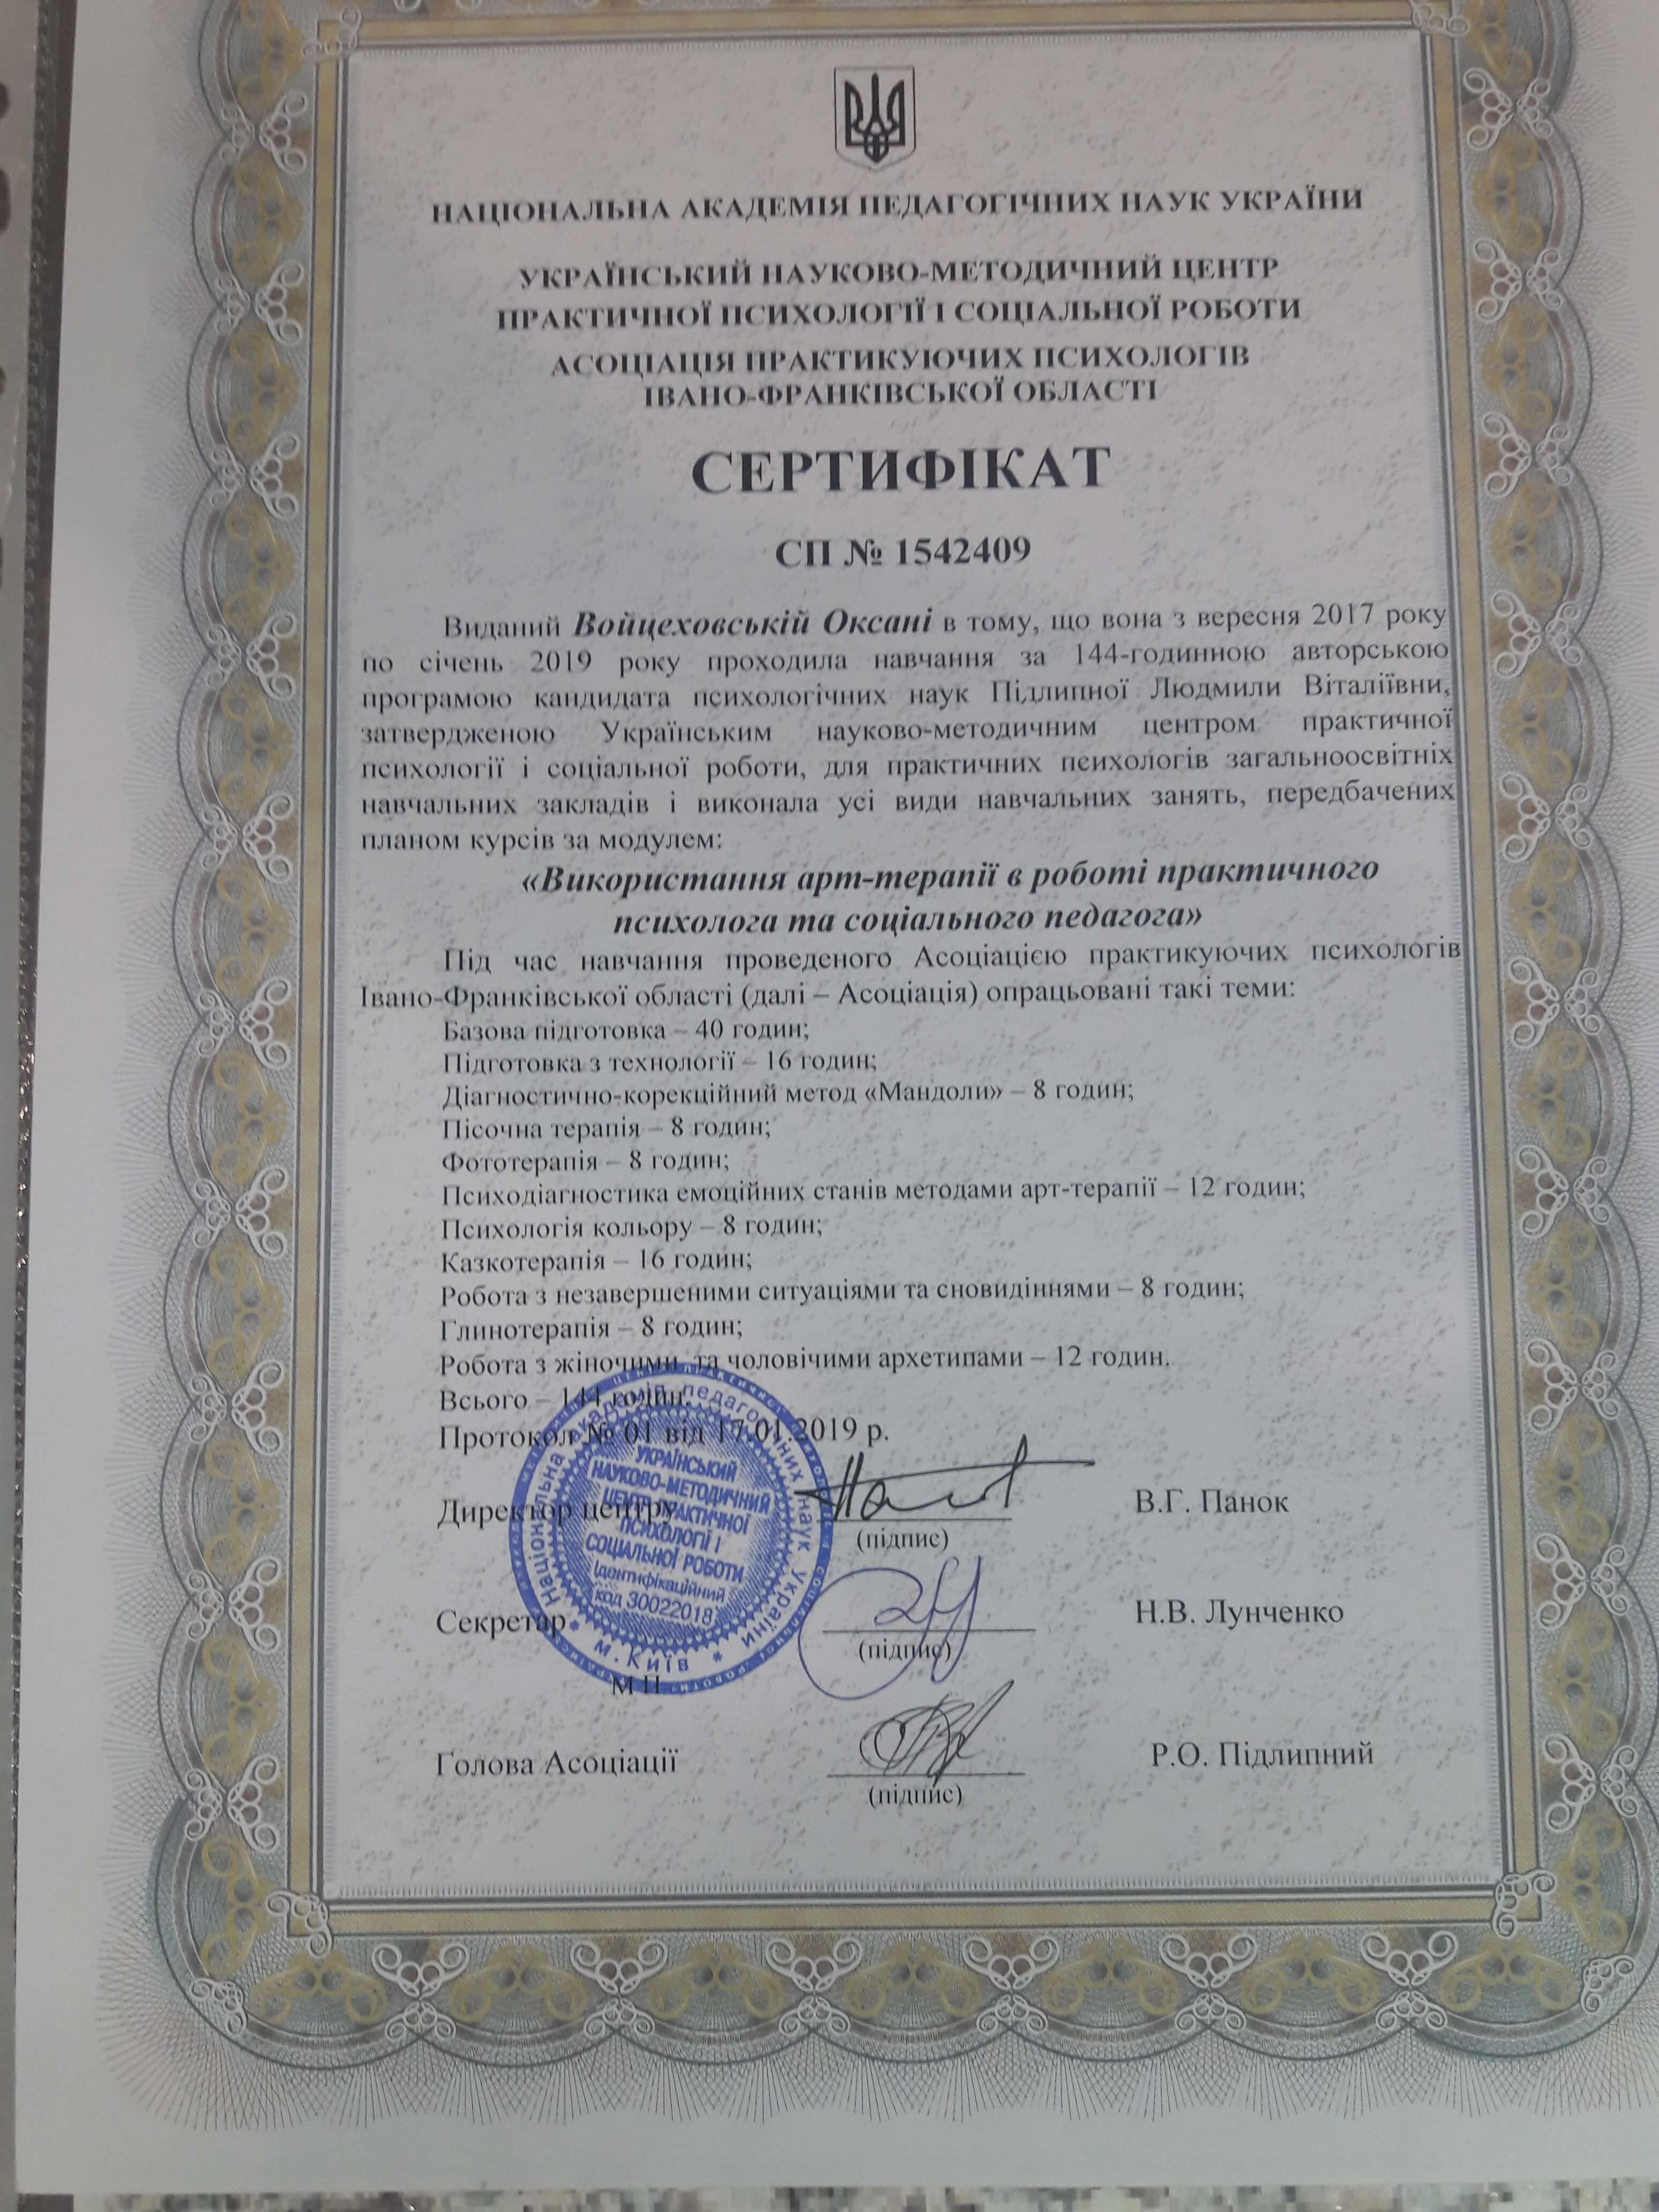 НАЦІОНАЛЬНА АКАДЕМІЯ ПЕДАГОГІЧНИХ НАУК УКРАЇНИ
УКРАЇНСЬКИЙ НАУКОВО-МЕТОДИЧНИЙ ЦЕНТР
ПРАКТИЧНОЇ ПСИХОЛОГІЇ І СОЦІАЛЬНОЇ РОБОТИ
АСОЦІАЦІЯ ПРАКТИКУЮЧИХ ПСИХОЛОГІВ
ІВАНО-ФРАНКІВСЬКОЇ ОБЛАСТІ
СЕРТИФІКАТ
СП № 1542409
Виданий Войцеховській Оксані в тому, що вона з вересня 2017 року
по січень 2019 року проходила навчання за 144-годинною авторською
програмою кандидата психологічних наук Підлипної Людмили Віталіївни,
затвердженою Українським науково-методичним центром практичної
психології і соціальної роботи, для практичних психологів загальноосвітніх
навчальних закладів і виконала усі види навчальних занять, передбачених
планом курсів за модулем:
«Використання арт-терапії в роботі практичного
психолога та соціального педагога»
Під час навчання проведеного Асоціацією практикуючих психологів
Івано-Франківської області (далі – Асоціація) опрацьовані такі теми:
Базова підготовка – 40 годин;
Підготовка з технології – 16 годин;
Діагностично-корекційний метод «Мандоли» – 8 годин;
Пісочна терапія – 8 годин;
Фототерапія – 8 годин;
Психодіагностика емоційних станів методами арт-терапії – 12 годин;
Психологія кольору – 8 годин;
Казкотерапія – 16 годин;
Робота з незавершеними ситуаціями та сновидіннями – 8 годин;
Глинотерапія – 8 годин;
Робота з жіночими та чоловічими архетипами – 12 годин.
Всього – 144 годин.
Протокол № 01 від 17.01.2019 р.
Директор центру В.Г. Панок
(підпис)
Секретар Н.В. Лунченко
(підпис)
М П
Голова Асоціації Р.О. Підлипний
(підпис)
Національна академія педагогічних наук України
* м. Київ *
УКРАЇНСЬКИЙ
НАУКОВО-МЕТОДИЧНИЙ
ЦЕНТР ПРАКТИЧНОЇ
ПСИХОЛОГІЇ І
СОЦІАЛЬНОЇ РОБОТИ
Ідентифікаційний
код 30022018